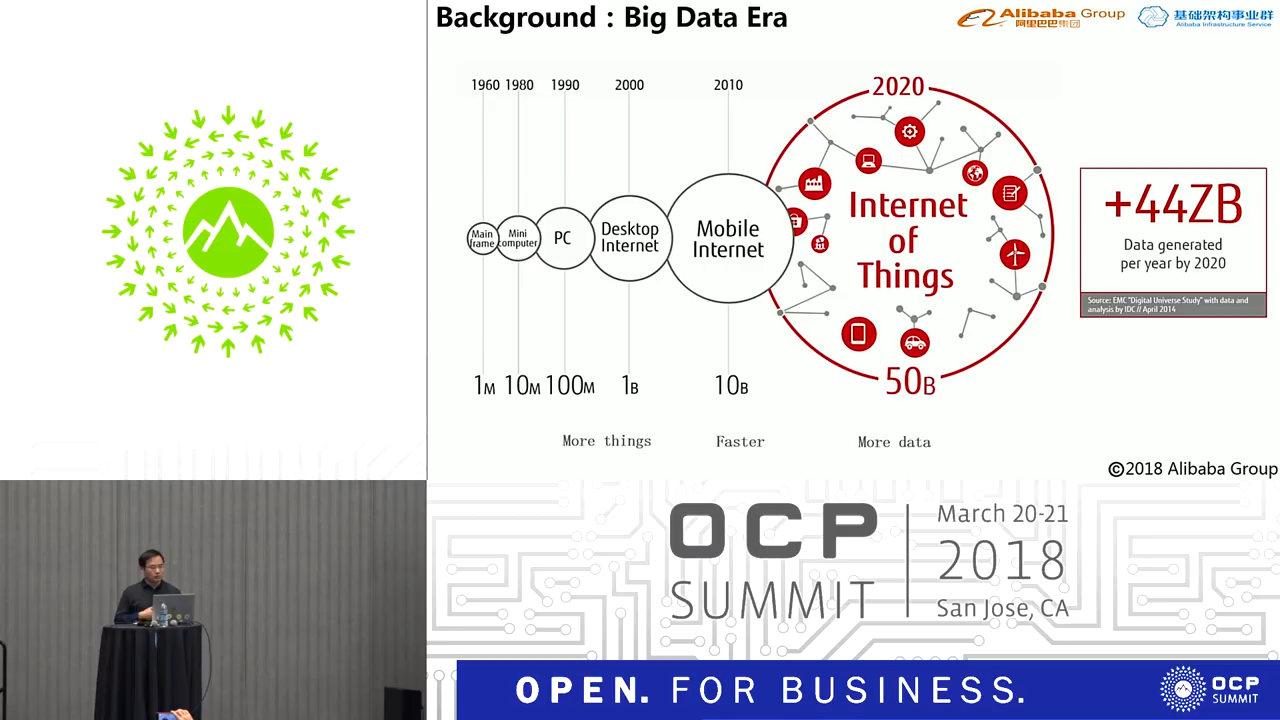 Background : Big Data Era
Alibaba Group
阿里巴巴集团
基础架构事业群
Alibaba Infrastructure Service
1960 1980 1990 2000 2010 2020
Main
frame
Mini
computer
PC
Desktop
Internet
Mobile
Internet
Internet
of
Things
+44ZB
Data generated
per year by 2020
Source: EMC "Digital Universe Study" with data and
analysis by IDC // April 2014
1M 10M 100M 1B 10B 50B
More things Faster More data
©2018 Alibaba Group
OCP
SUMMIT
March 20-21
2018
San Jose, CA
OPEN. FOR BUSINESS.
OCP
SUMMIT